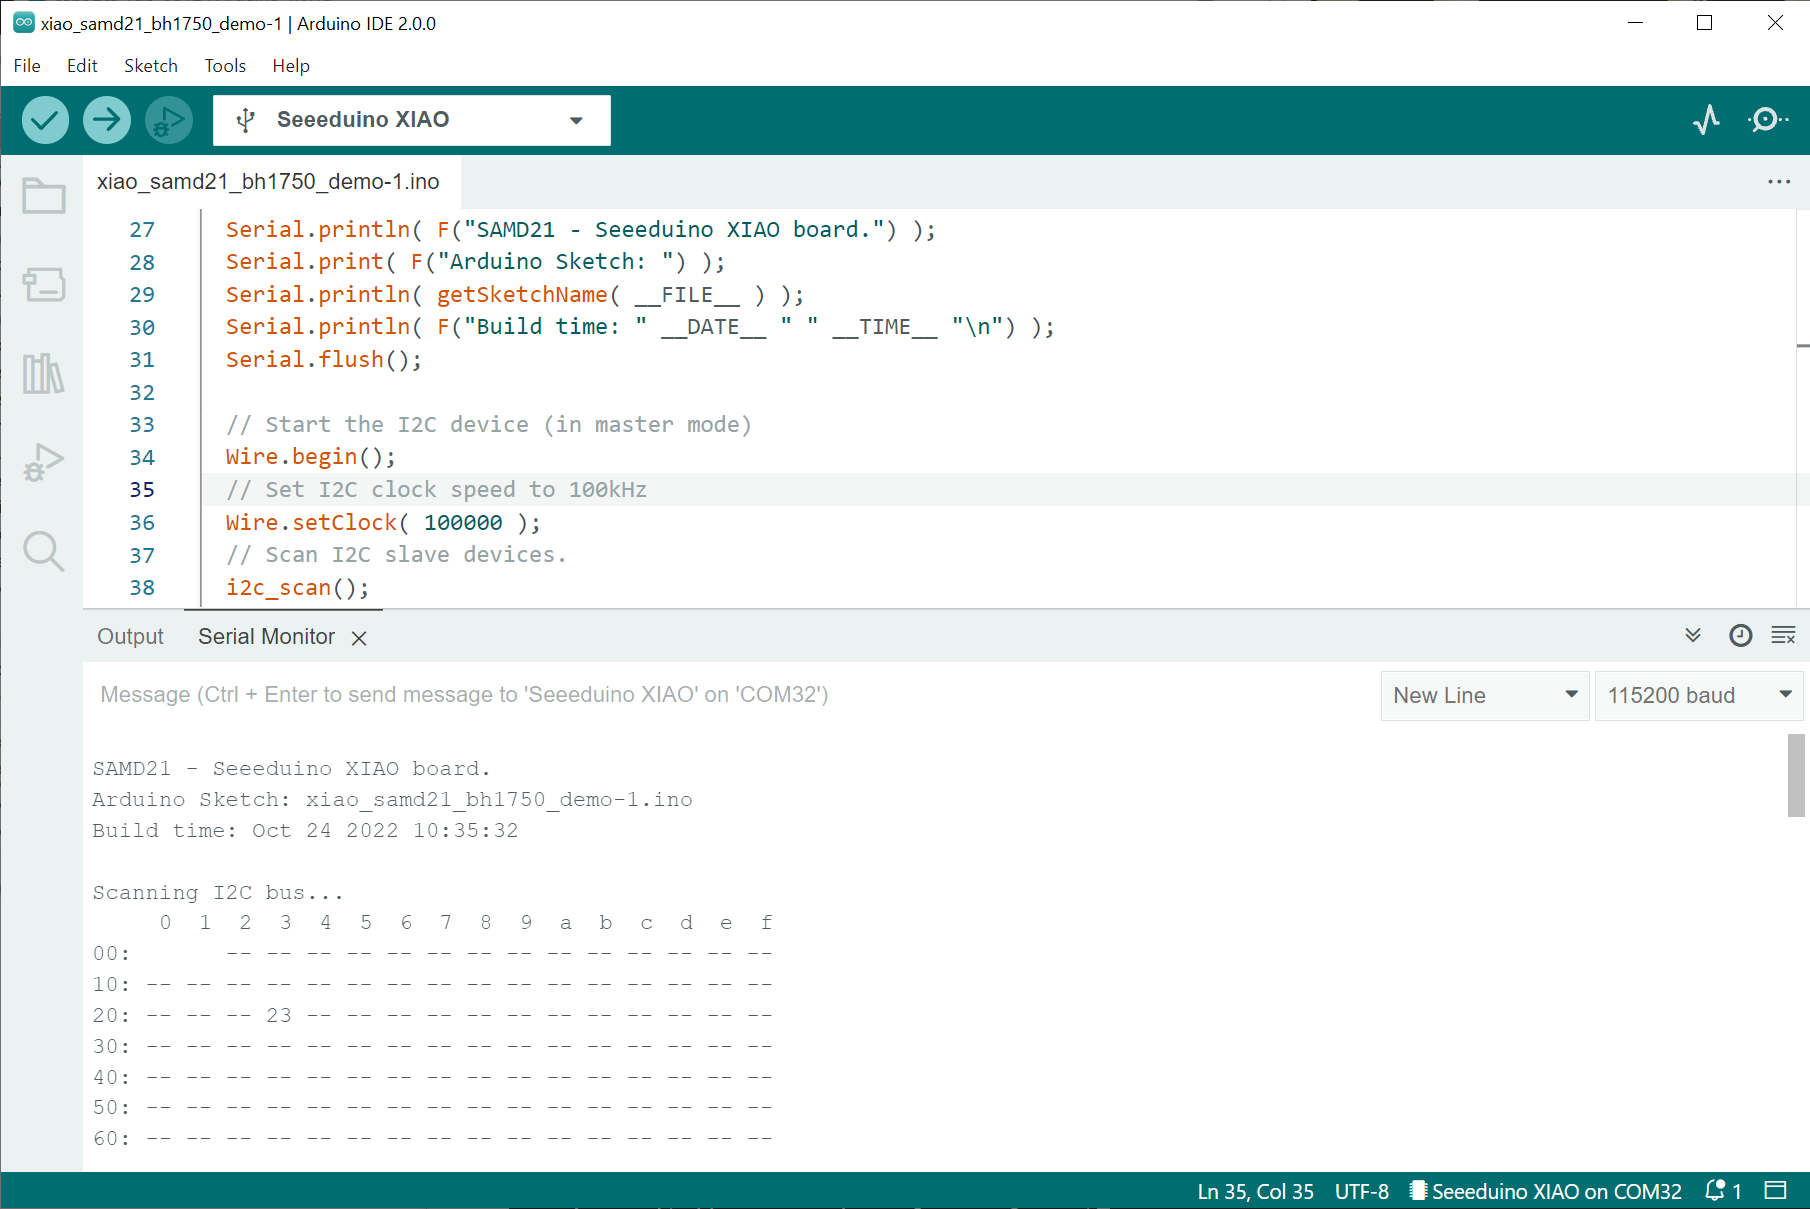 xiao_samd21_bh1750_demo-1 | Arduino IDE 2.0.0
File Edit Sketch Tools Help
Seeeduino XIAO
xiao_samd21_bh1750_demo-1.ino
27 Serial.println( F("SAMD21 - Seeeduino XIAO board.") );
28 Serial.print( F("Arduino Sketch: ") );
29 Serial.println( getSketchName( __FILE__ ) );
30 Serial.println( F("Build time: " __DATE__ " " __TIME__ "\n") );
31 Serial.flush();
32
33 // Start the I2C device (in master mode)
34 Wire.begin();
35 // Set I2C clock speed to 100kHz
36 Wire.setClock( 100000 );
37 // Scan I2C slave devices.
38 i2c_scan();
Output Serial Monitor
Message (Ctrl + Enter to send message to 'Seeeduino XIAO' on 'COM32') New Line 115200 baud
SAMD21 - Seeeduino XIAO board.
Arduino Sketch: xiao_samd21_bh1750_demo-1.ino
Build time: Oct 24 2022 10:35:32
Scanning I2C bus...
     0  1  2  3  4  5  6  7  8  9  a  b  c  d  e  f
00:       -- -- -- -- -- -- -- -- -- -- -- -- -- --
10: -- -- -- -- -- -- -- -- -- -- -- -- -- -- -- --
20: -- -- -- 23 -- -- -- -- -- -- -- -- -- -- -- --
30: -- -- -- -- -- -- -- -- -- -- -- -- -- -- -- --
40: -- -- -- -- -- -- -- -- -- -- -- -- -- -- -- --
50: -- -- -- -- -- -- -- -- -- -- -- -- -- -- -- --
60: -- -- -- -- -- -- -- -- -- -- -- -- -- -- -- --
Ln 35, Col 35 UTF-8 Seeeduino XIAO on COM32 1